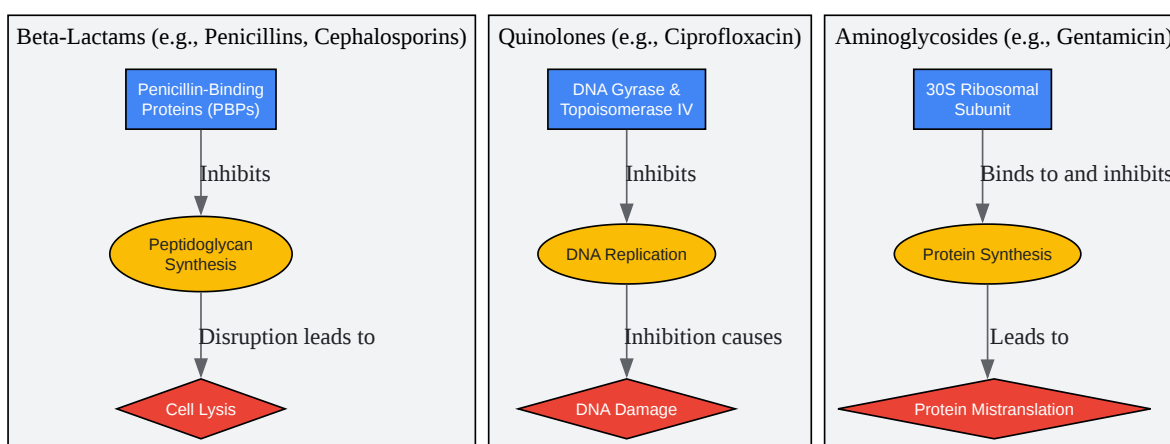 Beta-Lactams (e.g., Penicillins, Cephalosporins)
Penicillin-Binding
Proteins (PBPs)
Inhibits
Peptidoglycan
Synthesis
Disruption leads to
Cell Lysis
Quinolones (e.g., Ciprofloxacin)
DNA Gyrase &
Topoisomerase IV
Inhibits
DNA Replication
Inhibition causes
DNA Damage
Aminoglycosides (e.g., Gentamicin)
30S Ribosomal
Subunit
Binds to and inhibits
Protein Synthesis
Leads to
Protein Mistranslation